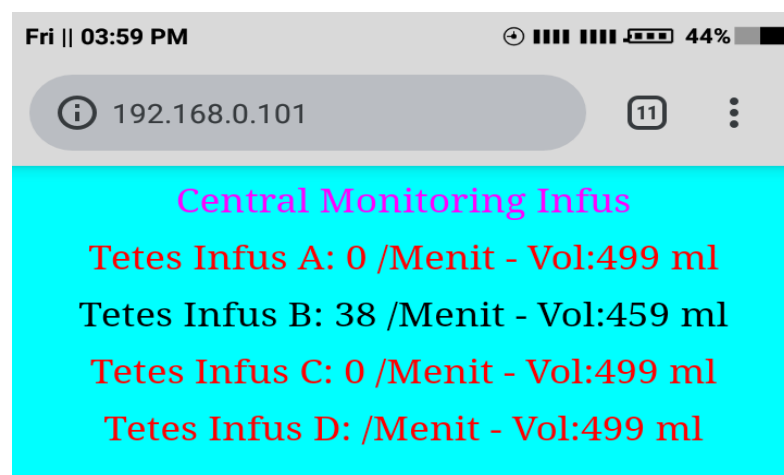 Fri || 03:59 PM 44%
192.168.0.101 11
Central Monitoring Infus
Tetes Infus A: 0 /Menit - Vol:499 ml
Tetes Infus B: 38 /Menit - Vol:459 ml
Tetes Infus C: 0 /Menit - Vol:499 ml
Tetes Infus D: /Menit - Vol:499 ml